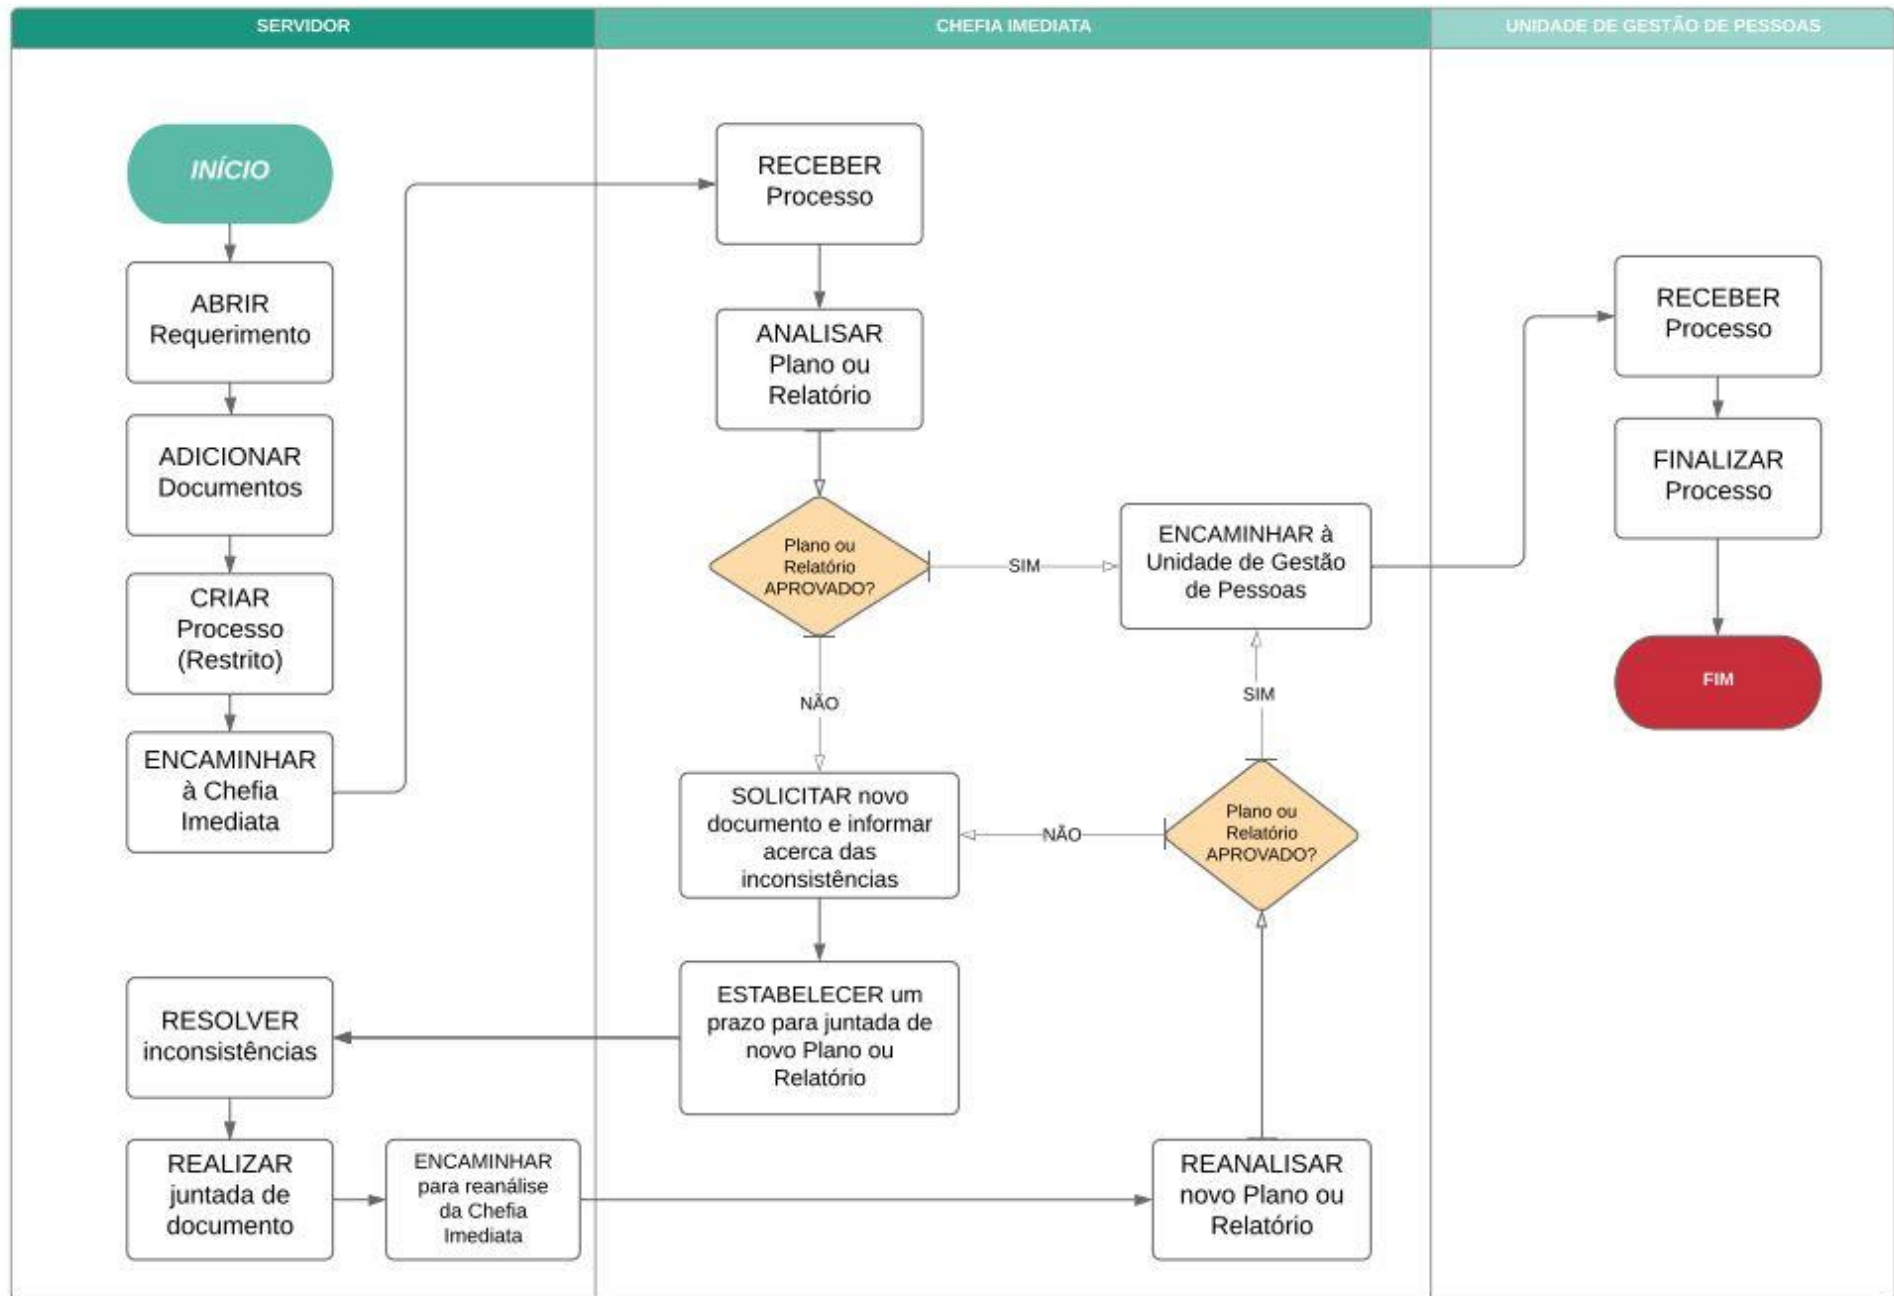 SERVIDOR
CHEFIA IMEDIATA
UNIDADE DE GESTÃO DE PESSOAS
INÍCIO
ABRIR
Requerimento
ADICIONAR
Documentos
CRIAR
Processo
(Restrito)
ENCAMINHAR
à Chefia
Imediata
RECEBER
Processo
ANALISAR
Plano ou
Relatório
Plano ou
Relatório
APROVADO?
SIM
NÃO
ENCAMINHAR à
Unidade de Gestão
de Pessoas
SOLICITAR novo
documento e informar
acerca das
inconsistências
ESTABELECER um
prazo para juntada de
novo Plano ou
Relatório
RESOLVER
inconsistências
REALIZAR
juntada de
documento
ENCAMINHAR
para reanálise
da Chefia
Imediata
REANALISAR
novo Plano ou
Relatório
Plano ou
Relatório
APROVADO?
NÃO
SIM
RECEBER
Processo
FINALIZAR
Processo
FIM